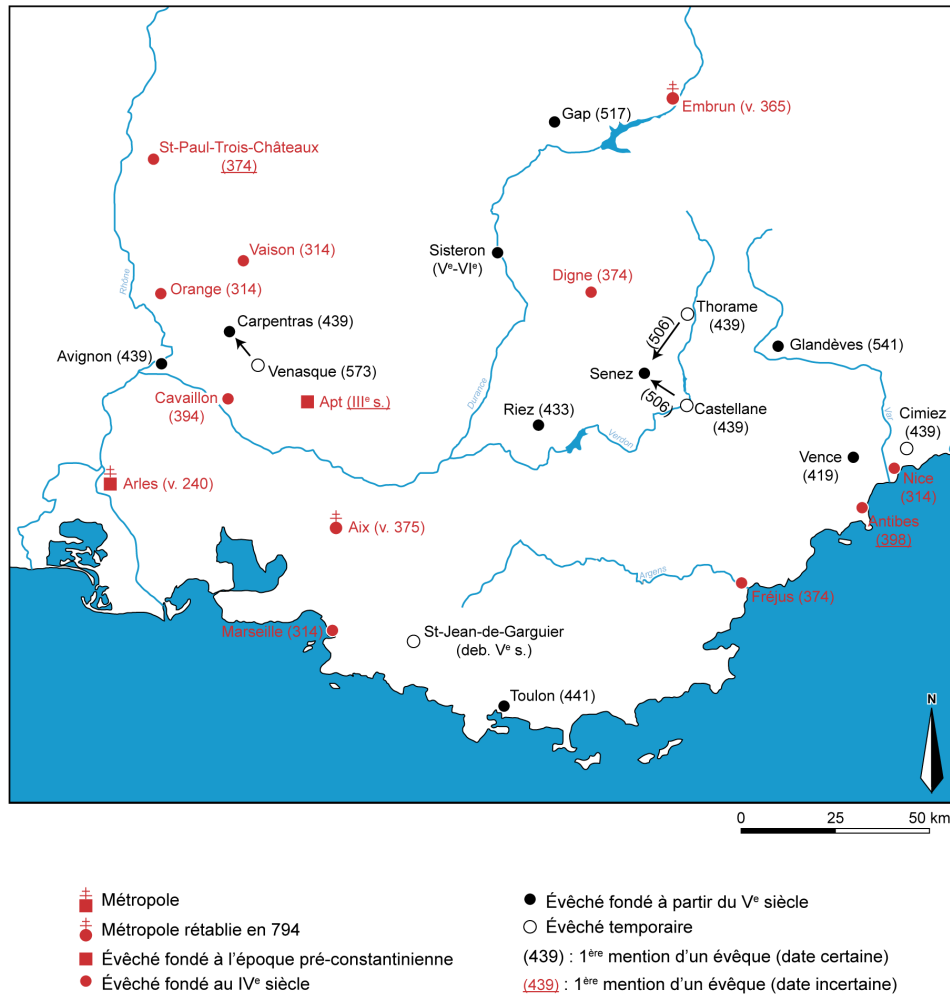 Embrun (v. 365)
Gap (517)
St-Paul-Trois-Châteaux
(374)
Vaison (314)
Sisteron
(Vᵉ-VIᵉ)
Digne (374)
Rhône
Orange (314)
Thorame
(439)
(506)
Carpentras (439)
Avignon (439)
Glandèves (541)
Venasque (573)
Senez
Durance
Cavaillon
(394)
Apt (IIIᵉ s.)
(506)
Castellane
(439)
Riez (433)
Verdon
Var
Cimiez
(439)
Vence
(419)
Nice
(314)
Arles (v. 240)
Antibes
(398)
Aix (v. 375)
Argens
Fréjus (374)
Marseille (314)
St-Jean-de-Garguier
(deb. Vᵉ s.)
Toulon (441)
N
0 25 50 km
Métropole
Métropole rétablie en 794
Évêché fondé à l'époque pré-constantinienne
Évêché fondé au IVᵉ siècle
Évêché fondé à partir du Vᵉ siècle
Évêché temporaire
(439) : 1ᵉʳᵉ mention d'un évêque (date certaine)
(439) : 1ᵉʳᵉ mention d'un évêque (date incertaine)